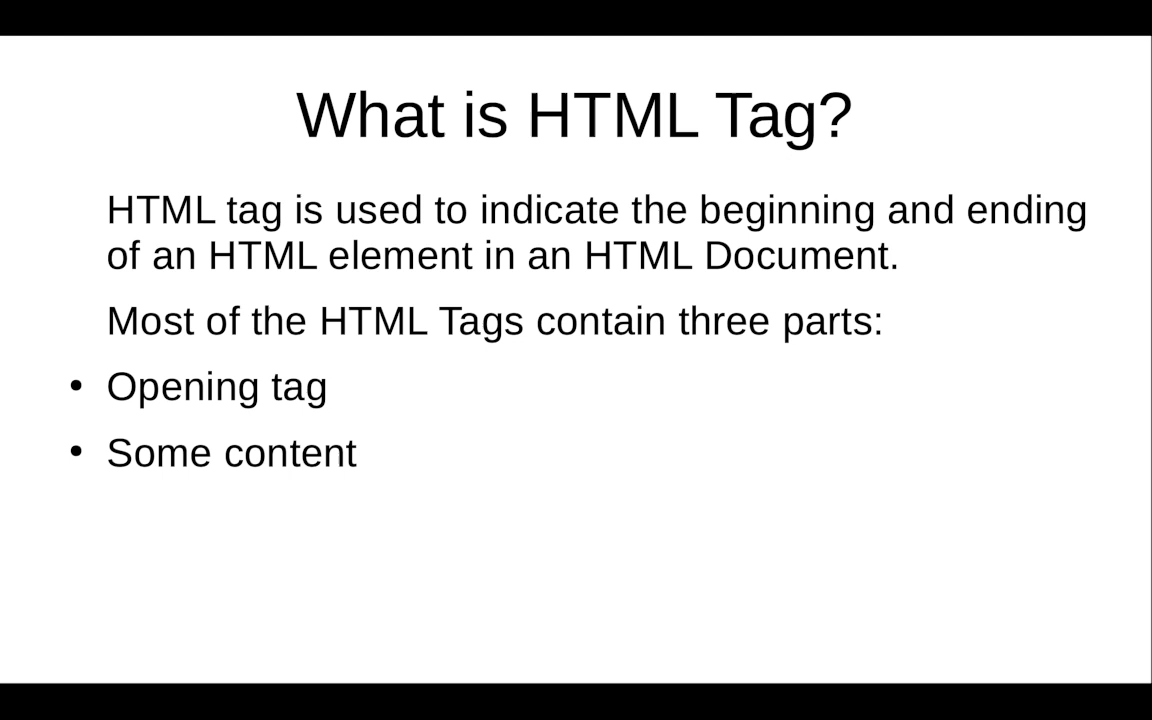 What is HTML Tag?
HTML tag is used to indicate the beginning and ending
of an HTML element in an HTML Document.
Most of the HTML Tags contain three parts:
• Opening tag
• Some content